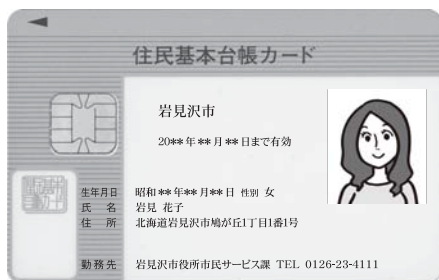 住民基本台帳カード
岩見沢市
20**年**月**日まで有効
生年月日 昭和**年**月**日 性別 女
氏 名 岩見 花子
住 所 北海道岩見沢市鳩が丘1丁目1番1号
勤務先 岩見沢市役所市民サービス課 TEL 0126-23-4111